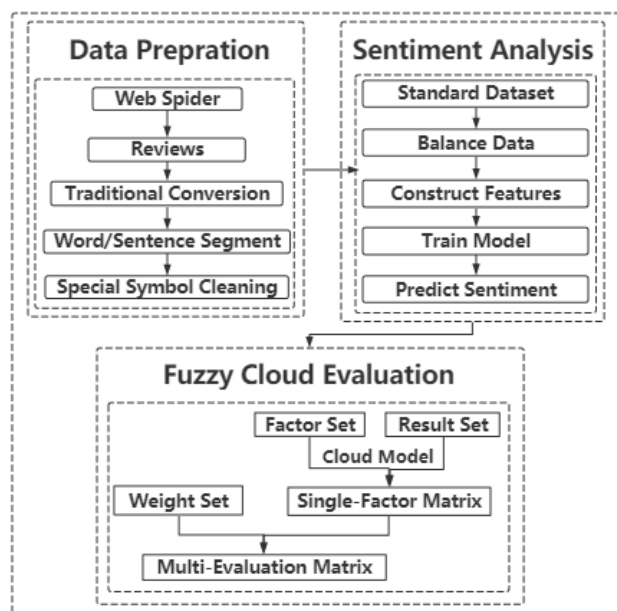 Data Prepration
Web Spider
Reviews
Traditional Conversion
Word/Sentence Segment
Special Symbol Cleaning
Sentiment Analysis
Standard Dataset
Balance Data
Construct Features
Train Model
Predict Sentiment
Fuzzy Cloud Evaluation
Factor Set
Result Set
Cloud Model
Weight Set
Single-Factor Matrix
Multi-Evaluation Matrix